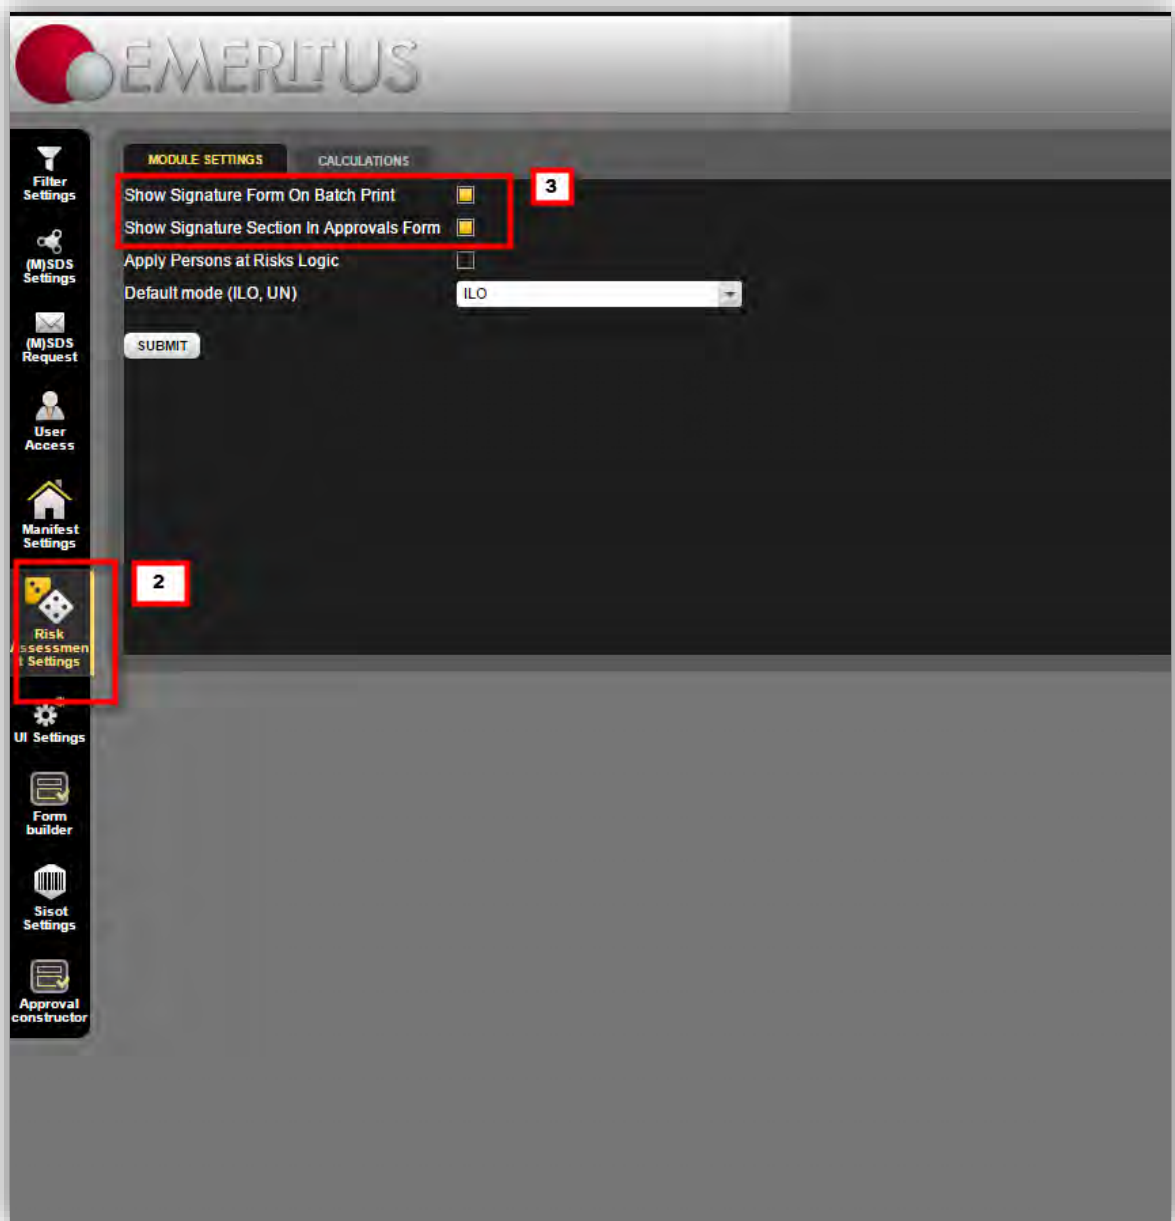 EMERITUS
Filter
Settings
(M)SDS
Settings
(M)SDS
Request
User
Access
Manifest
Settings
Risk
Assessmen
t Settings
UI Settings
Form
builder
Sisot
Settings
Approval
constructor
MODULE SETTINGS CALCULATIONS
Show Signature Form On Batch Print
3
Show Signature Section In Approvals Form
Apply Persons at Risks Logic
Default mode (ILO, UN) ILO
SUBMIT
2